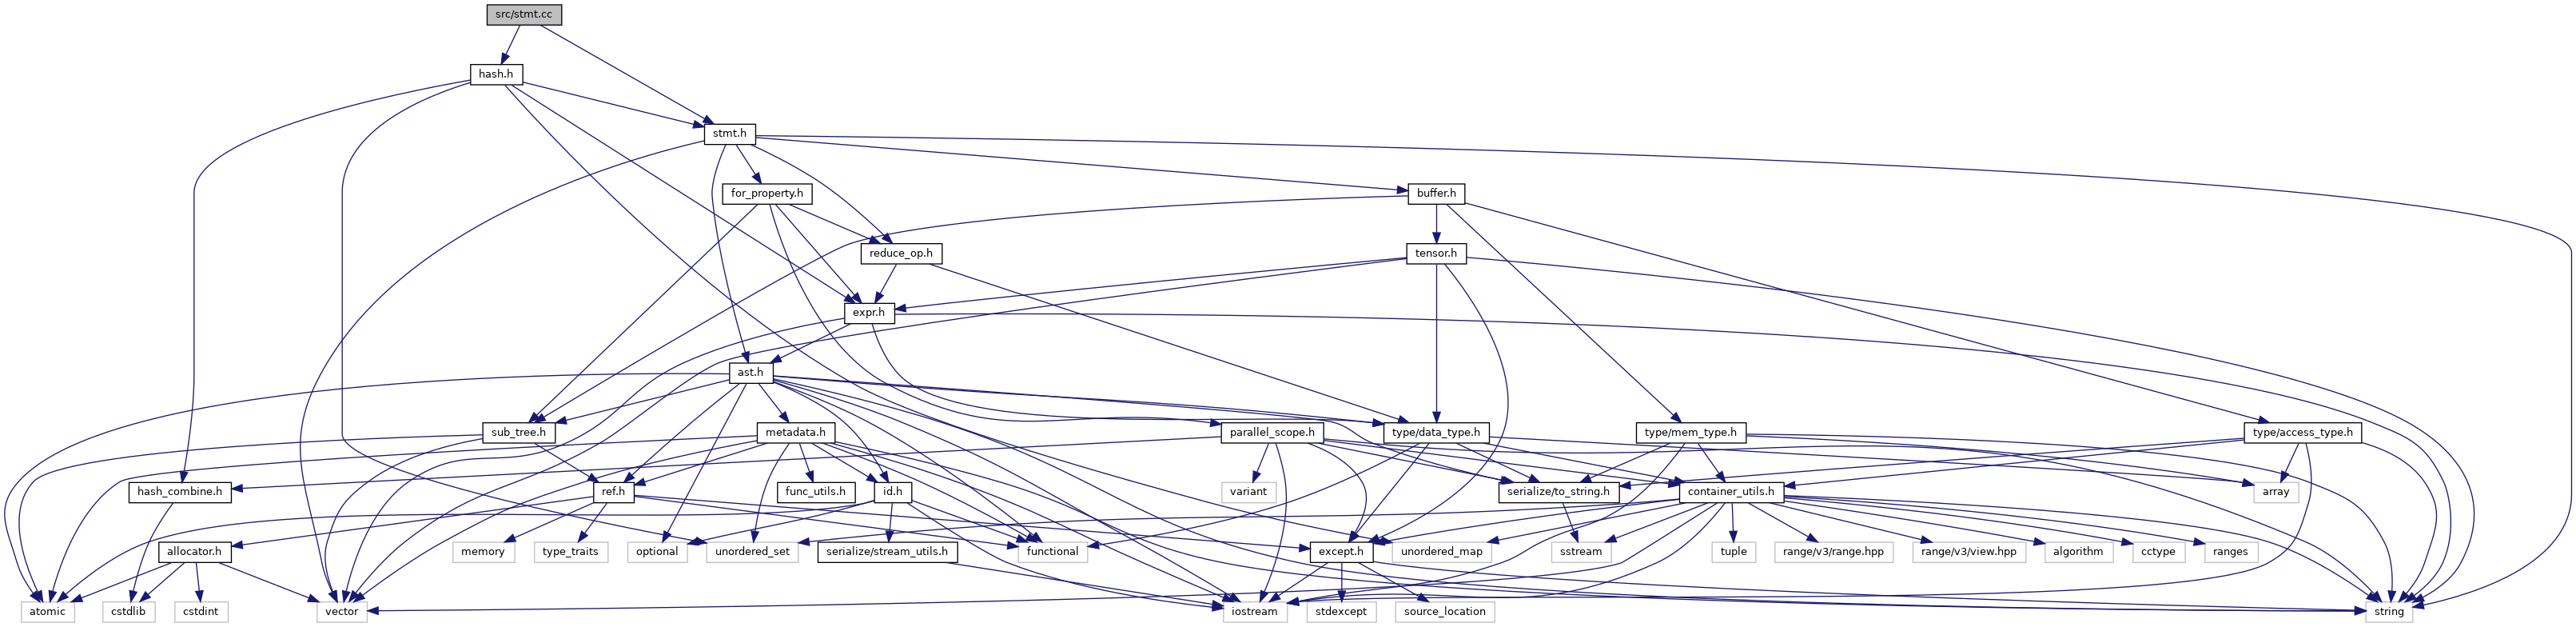 src/stmt.cc
hash.h
stmt.h
for_property.h
buffer.h
reduce_op.h
tensor.h
expr.h
ast.h
sub_tree.h
metadata.h
parallel_scope.h
type/data_type.h
type/mem_type.h
type/access_type.h
hash_combine.h
ref.h
func_utils.h
id.h
variant
serialize/to_string.h
container_utils.h
array
allocator.h
memory
type_traits
optional
unordered_set
serialize/stream_utils.h
functional
except.h
unordered_map
sstream
tuple
range/v3/range.hpp
range/v3/view.hpp
algorithm
cctype
ranges
atomic
cstdlib
cstdint
vector
iostream
stdexcept
source_location
string